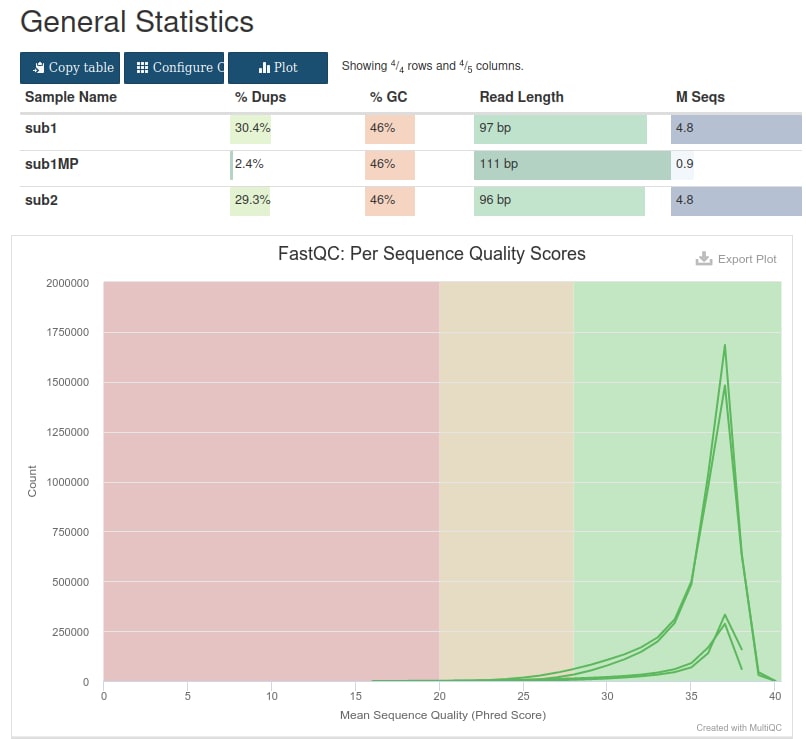 General Statistics
Copy table Configure C Plot Showing 4/4 rows and 4/5 columns.
Sample Name % Dups % GC Read Length M Seqs
sub1 30.4% 46% 97 bp 4.8
sub1MP 2.4% 46% 111 bp 0.9
sub2 29.3% 46% 96 bp 4.8
FastQC: Per Sequence Quality Scores
Export Plot
2000000
1750000
1500000
1250000
1000000
750000
500000
250000
0
Count
0 5 10 15 20 25 30 35 40
Mean Sequence Quality (Phred Score)
Created with MultiQC